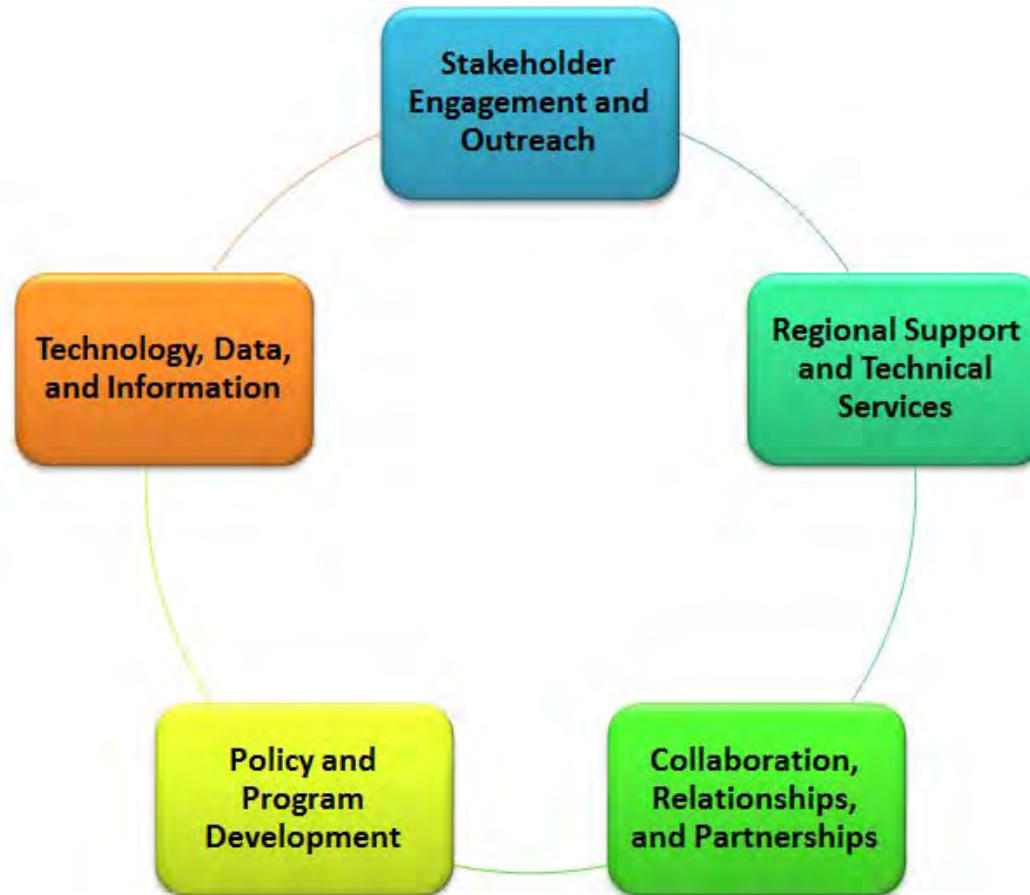 Stakeholder
Engagement and
Outreach
Regional Support
and Technical
Services
Collaboration,
Relationships,
and Partnerships
Policy and
Program
Development
Technology, Data,
and Information